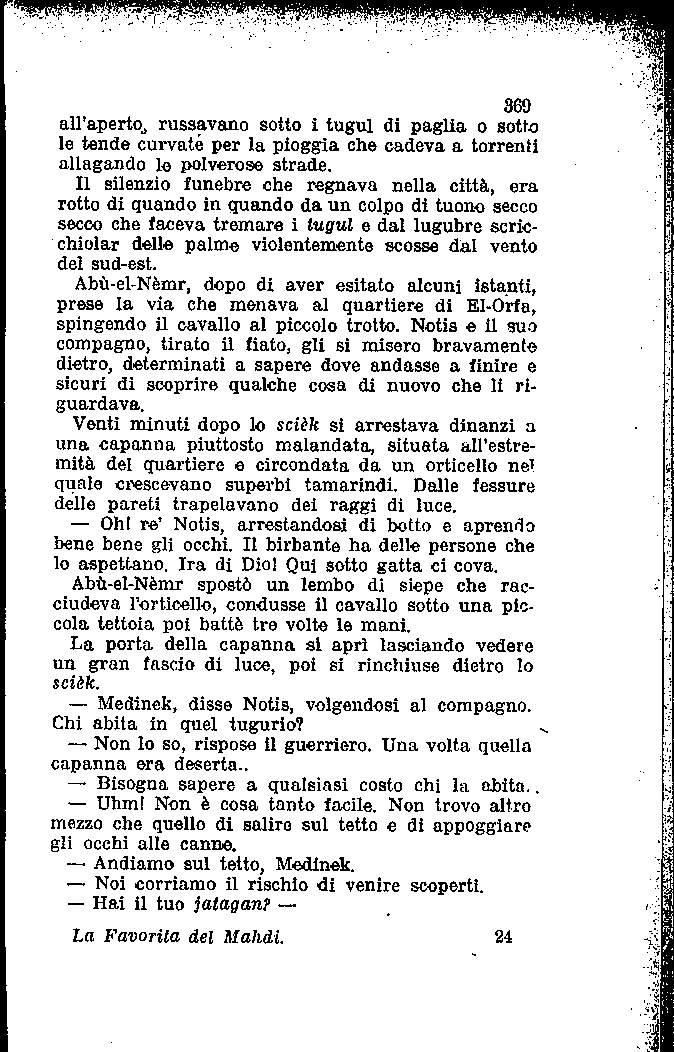 369
all'aperto, russavano sotto i tugul di paglia o sotto
le tende curvate per la pioggia che cadeva a torrenti
allagando le polverose strade.
Il silenzio funebre che regnava nella città, era
rotto di quando in quando da un colpo di tuono secco
secco che faceva tremare i tugul e dal lugubre scric-
chiolar delle palme violentemente scosse dal vento
del sud-est.
Abù-el-Nèmr, dopo di aver esitato alcuni istanti,
prese la via che menava al quartiere di El-Orfa,
spingendo il cavallo al piccolo trotto. Notis e il suo
compagno, tirato il fiato, gli si misero bravamente
dietro, determinati a sapere dove andasse a finire e
sicuri di scoprire qualche cosa di nuovo che li ri-
guardava.
Venti minuti dopo lo scièk si arrestava dinanzi a
una capanna piuttosto malandata, situata all'estre-
mità del quartiere e circondata da un orticello nel
quale crescevano superbi tamarindi. Dalle fessure
delle pareti trapelavano dei raggi di luce.
— Oh! fe' Notis, arrestandosi di botto e aprendo
bene bene gli occhi. Il birbante ha delle persone che
lo aspettano. Ira di Dio! Qui sotto gatta ci cova.
Abù-el-Nèmr spostò un lembo di siepe che rac-
ciudeva l'orticello, condusse il cavallo sotto una pic-
cola tettoia poi battè tre volte le mani.
La porta della capanna si aprì lasciando vedere
un gran fascio di luce, poi si rinchiuse dietro lo
scièk.
— Medinek, disse Notis, volgendosi al compagno.
Chi abita in quel tugurio?
— Non lo so, rispose il guerriero. Una volta quella
capanna era deserta..
— Bisogna sapere a qualsiasi costo chi la abita..
— Uhm! Non è cosa tanto facile. Non trovo altro
mezzo che quello di salire sul tetto e di appoggiare
gli occhi alle canne.
— Andiamo sul tetto, Medinek.
— Noi corriamo il rischio di venire scoperti.
— Hai il tuo jatagan? —
La Favorita del Mahdi. 24